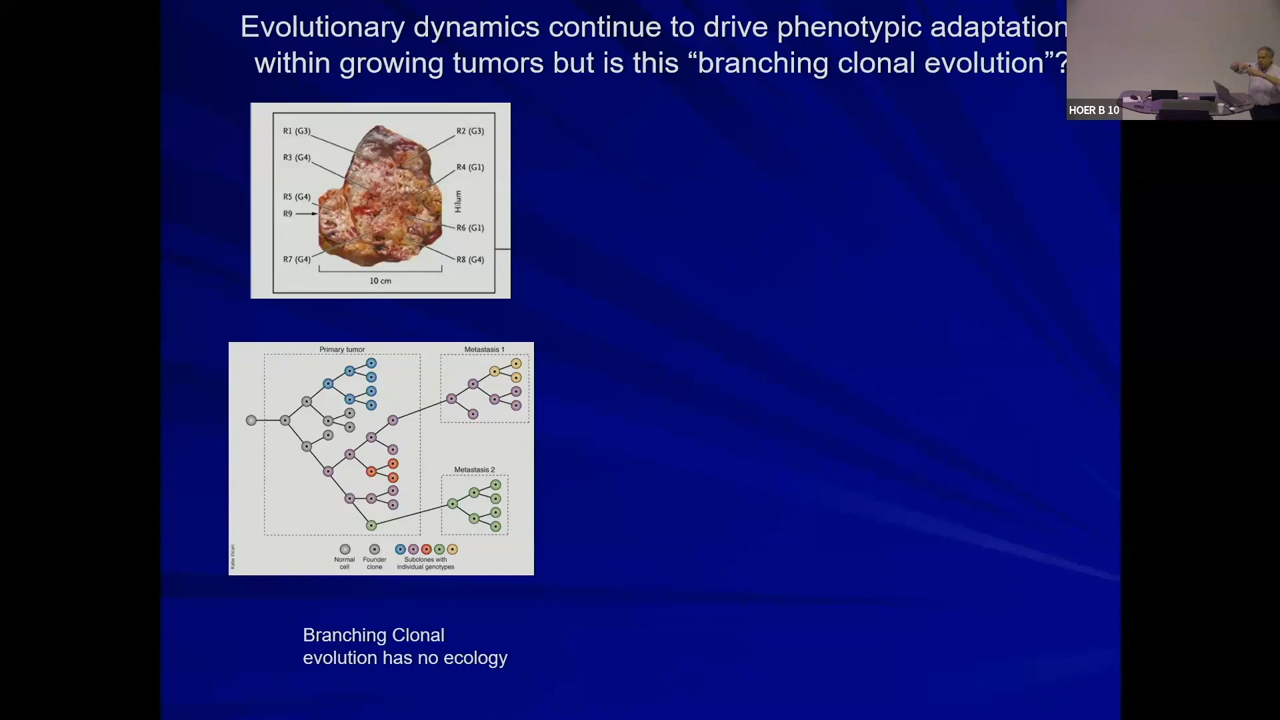 Evolutionary dynamics continue to drive phenotypic adaptation
within growing tumors but is this “branching clonal evolution”?
HOER B 10
R1 (G3)
R2 (G3)
R3 (G4)
R4 (G1)
R5 (G4)
Hilum
R9
R6 (G1)
R7 (G4)
R8 (G4)
10 cm
Primary tumor
Metastasis 1
Metastasis 2
Normal
cell
Founder
clone
Subclones with
individual genotypes
Branching Clonal
evolution has no ecology